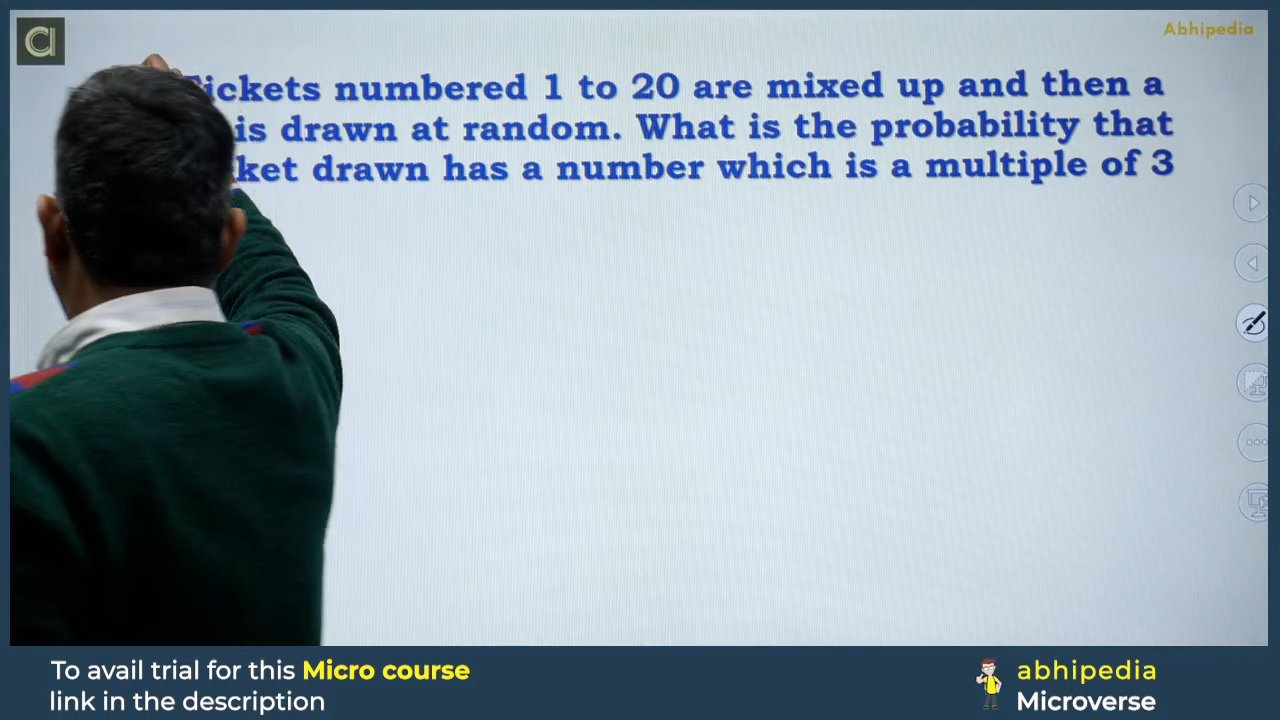 Abhipedia
Tickets numbered 1 to 20 are mixed up and then a
is drawn at random. What is the probability that
drawn has a number which is a multiple of 3
To avail trial for this Micro course
link in the description
abhipedia
Microverse